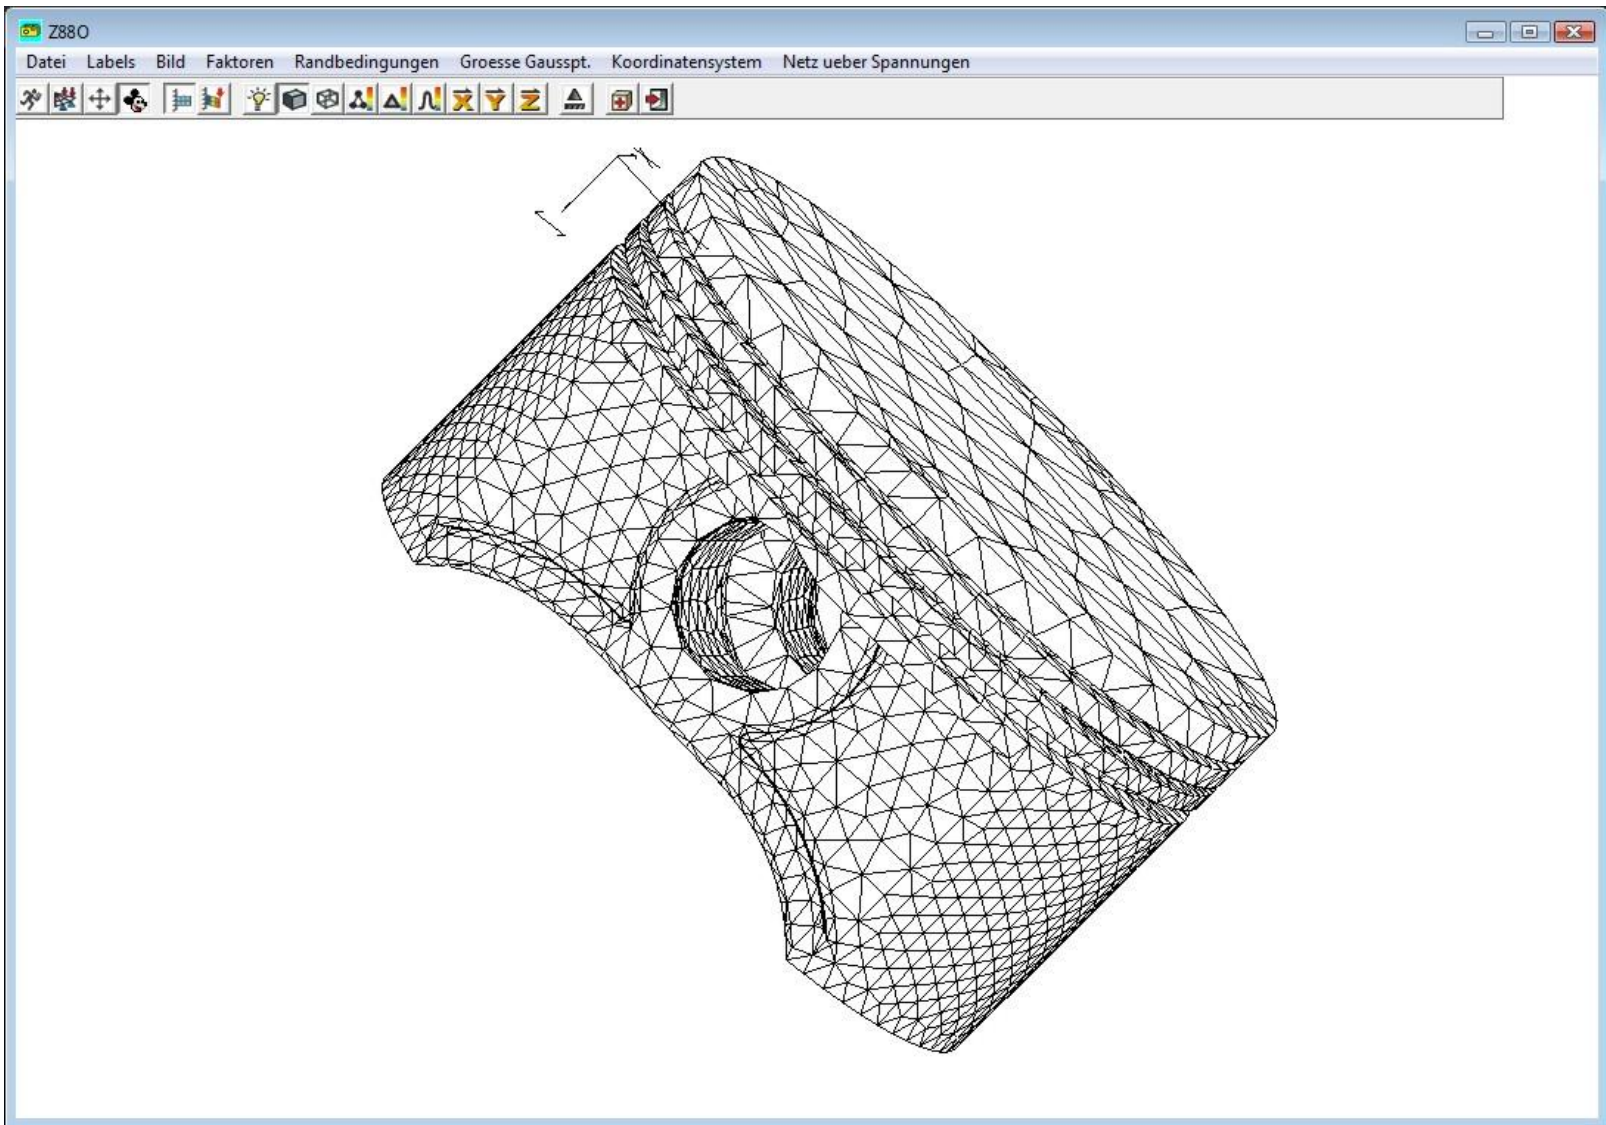 Z88O
Datei Labels Bild Faktoren Randbedingungen Groesse Gausspt. Koordinatensystem Netz ueber Spannungen
X Y Z